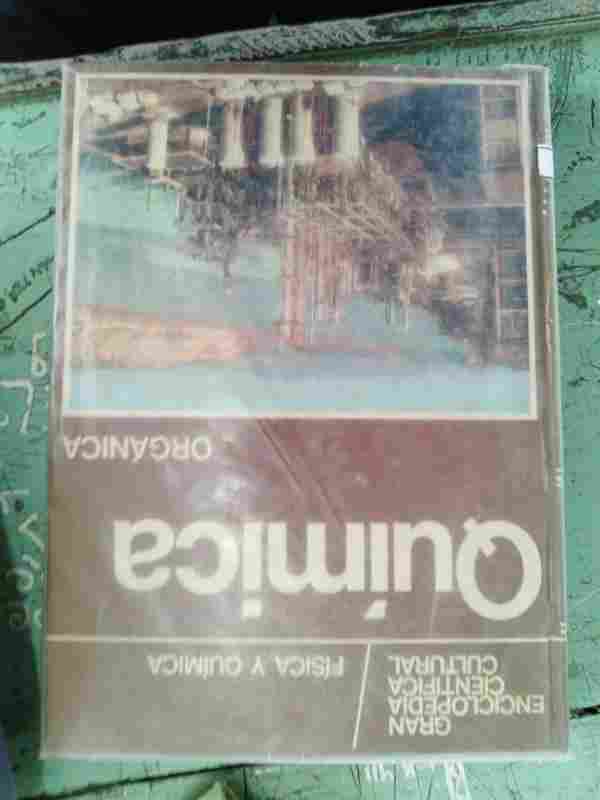 GRAN
ENCICLOPEDIA
CIENTÍFICA
CULTURAL
FÍSICA Y QUÍMICA
Química
ORGÁNICA